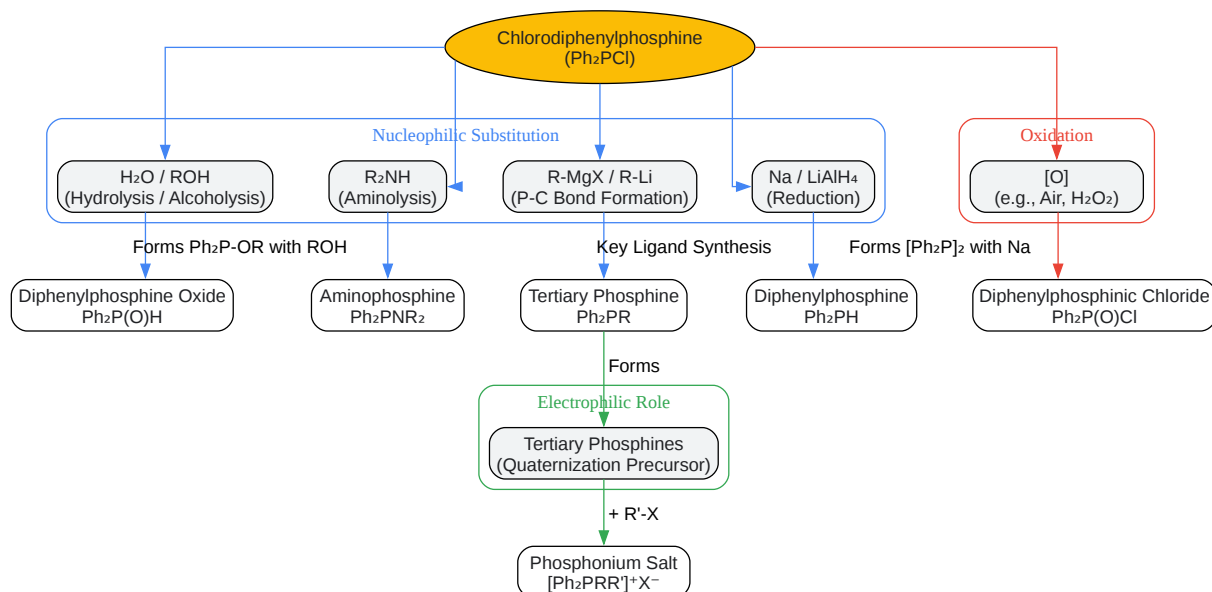 Chlorodiphenylphosphine
(Ph₂PCl)
Nucleophilic Substitution
Oxidation
H₂O / ROH
(Hydrolysis / Alcoholysis)
R₂NH
(Aminolysis)
R-MgX / R-Li
(P-C Bond Formation)
Na / LiAlH₄
(Reduction)
[O]
(e.g., Air, H₂O₂)
Forms Ph₂P-OR with ROH
Key Ligand Synthesis
Forms [Ph₂P]₂ with Na
Diphenylphosphine Oxide
Ph₂P(O)H
Aminophosphine
Ph₂PNR₂
Tertiary Phosphine
Ph₂PR
Diphenylphosphine
Ph₂PH
Diphenylphosphinic Chloride
Ph₂P(O)Cl
Forms
Electrophilic Role
Tertiary Phosphines
(Quaternization Precursor)
+ R'-X
Phosphonium Salt
[Ph₂PRR']⁺X⁻